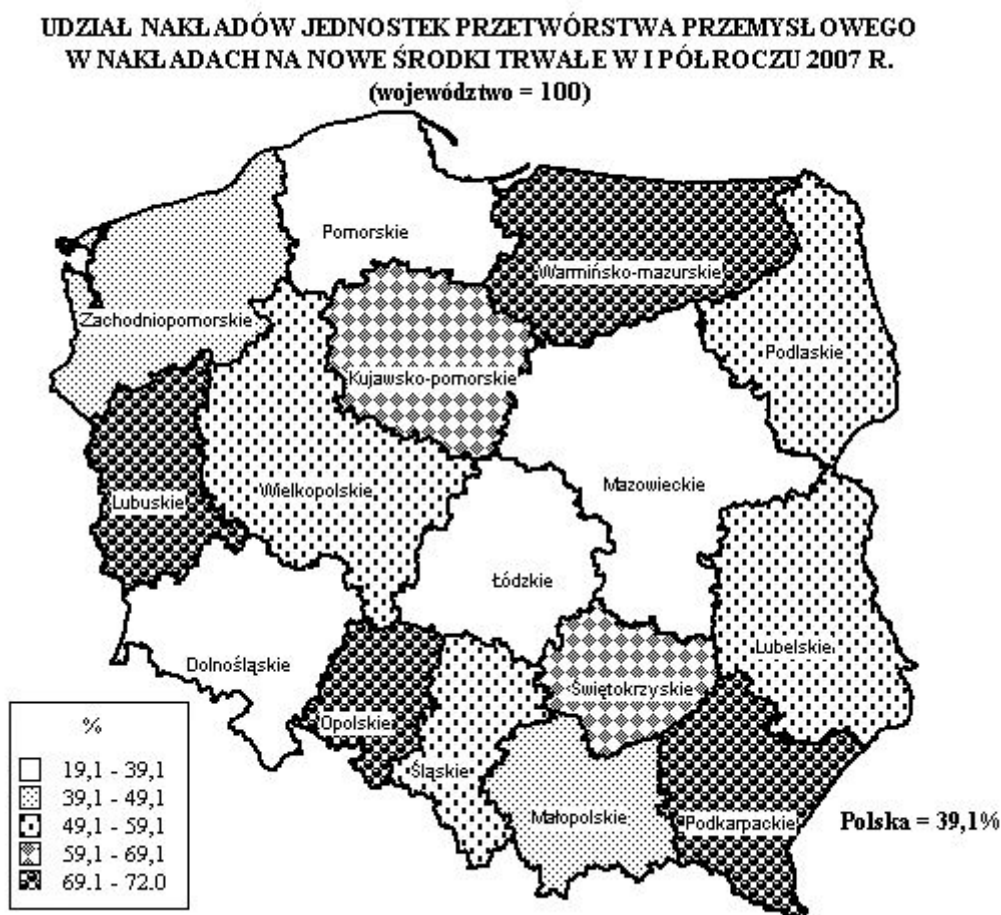 UDZIAŁ NAKŁADÓW JEDNOSTEK PRZETWÓRSTWA PRZEMYSŁOWEGO
W NAKŁADACH NA NOWE ŚRODKI TRWAŁE W I PÓŁROCZU 2007 R.
(województwo = 100)
Pomorskie
Warmińsko-mazurskie
Zachodniopomorskie
Podlaskie
Kujawsko-pomorskie
Mazowieckie
Wielkopolskie
Lubuskie
Łódzkie
Lubelskie
Dolnośląskie
Świętokrzyskie
Opolskie
Śląskie
Małopolskie
Podkarpackie
Polska = 39,1%
%
19,1 - 39,1
39,1 - 49,1
49,1 - 59,1
59,1 - 69,1
69.1 - 72.0